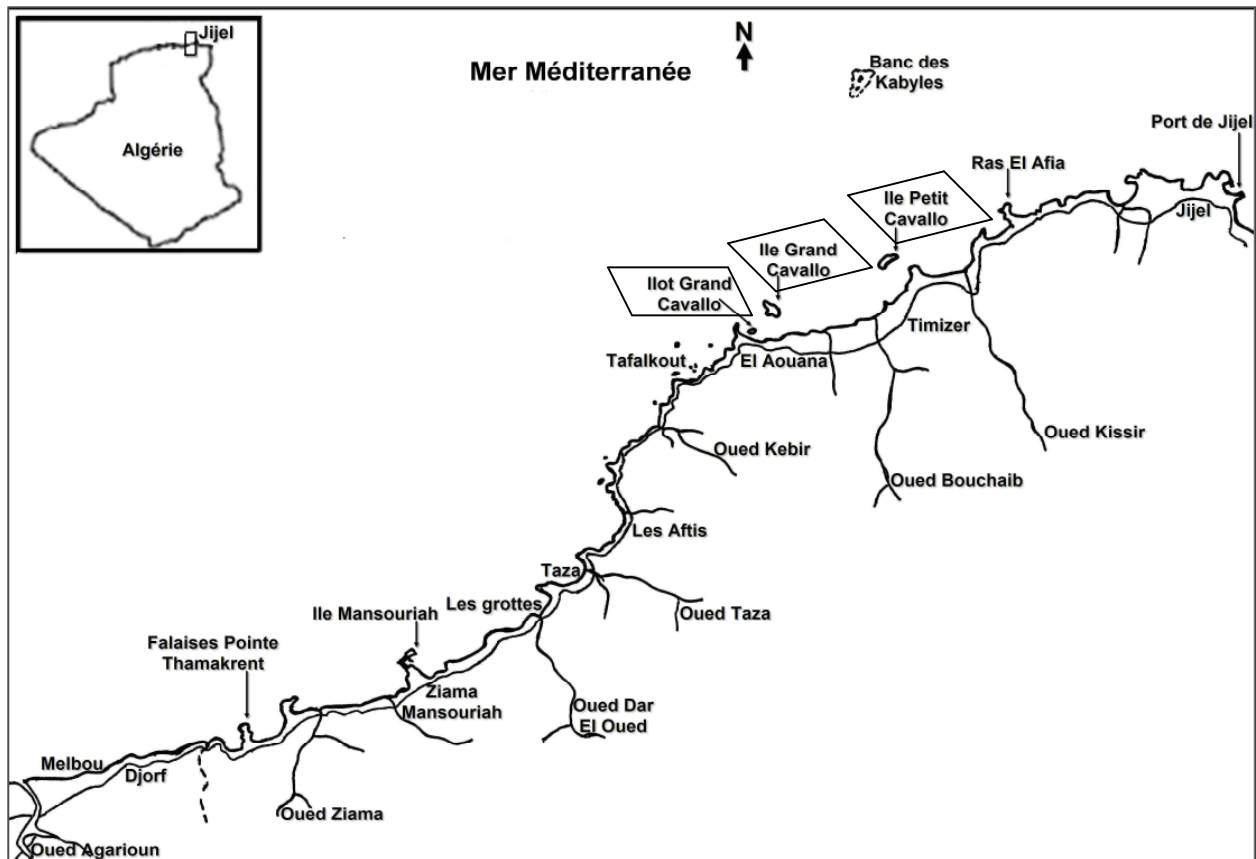 Jijel
Algérie
N
Mer Méditerranée
Banc des
Kabyles
Port de Jijel
Ras El Afia
Ile Petit
Cavallo
Jijel
Ile Grand
Cavallo
Ilot Grand
Cavallo
Timizer
Tafalkout
El Aouana
Oued Kissir
Oued Kebir
Oued Bouchaib
Les Aftis
Taza
Les grottes
Oued Taza
Ile Mansouriah
Falaises Pointe
Thamakrent
Ziama
Mansouriah
Oued Dar
El Oued
Melbou
Djorf
Oued Ziama
Oued Agarioun